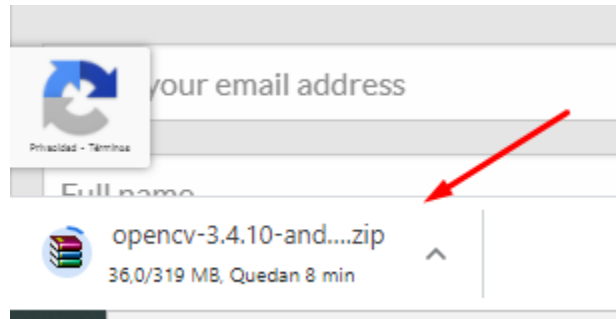 your email address
Privacidad - Términos
Full name
opencv-3.4.10-and....zip
36,0/319 MB, Quedan 8 min